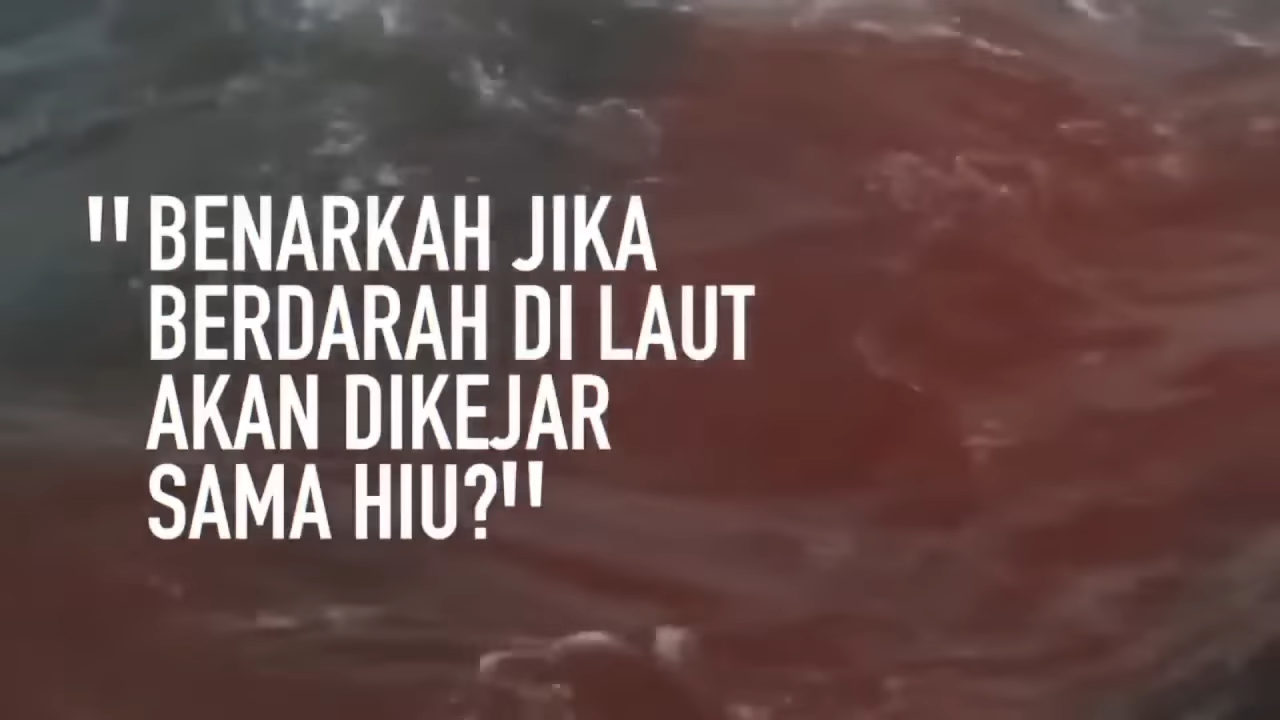 "BENARKAH JIKA
BERDARAH DI LAUT
AKAN DIKEJAR
SAMA HIU?"